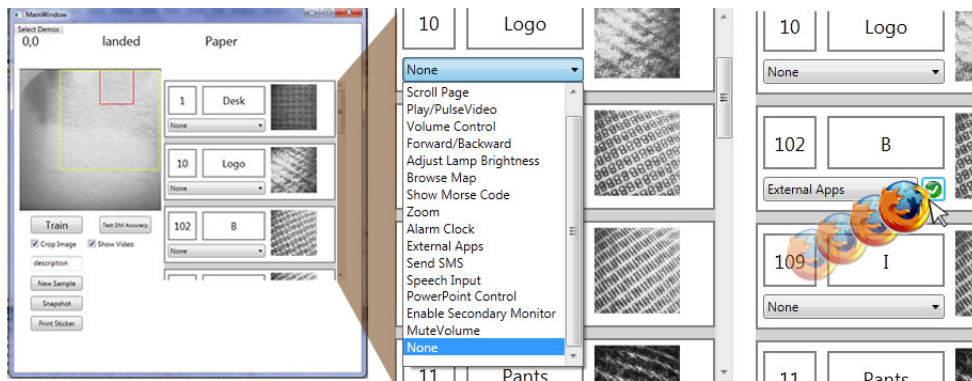 MainWindow
Select Demos
0,0 landed Paper
1 Desk
None
10 Logo
None
102 B
None
Train
Test DM Accuracy
Crop Image
Show Video
description
New Sample
Snapshot
Print Sticker
10 Logo
None
Scroll Page
Play/PulseVideo
Volume Control
Forward/Backward
Adjust Lamp Brightness
Browse Map
Show Morse Code
Zoom
Alarm Clock
External Apps
Send SMS
Speech Input
PowerPoint Control
Enable Secondary Monitor
MuteVolume
None
11 Pants
10 Logo
None
102 B
External Apps
109 I
None
11 Pants